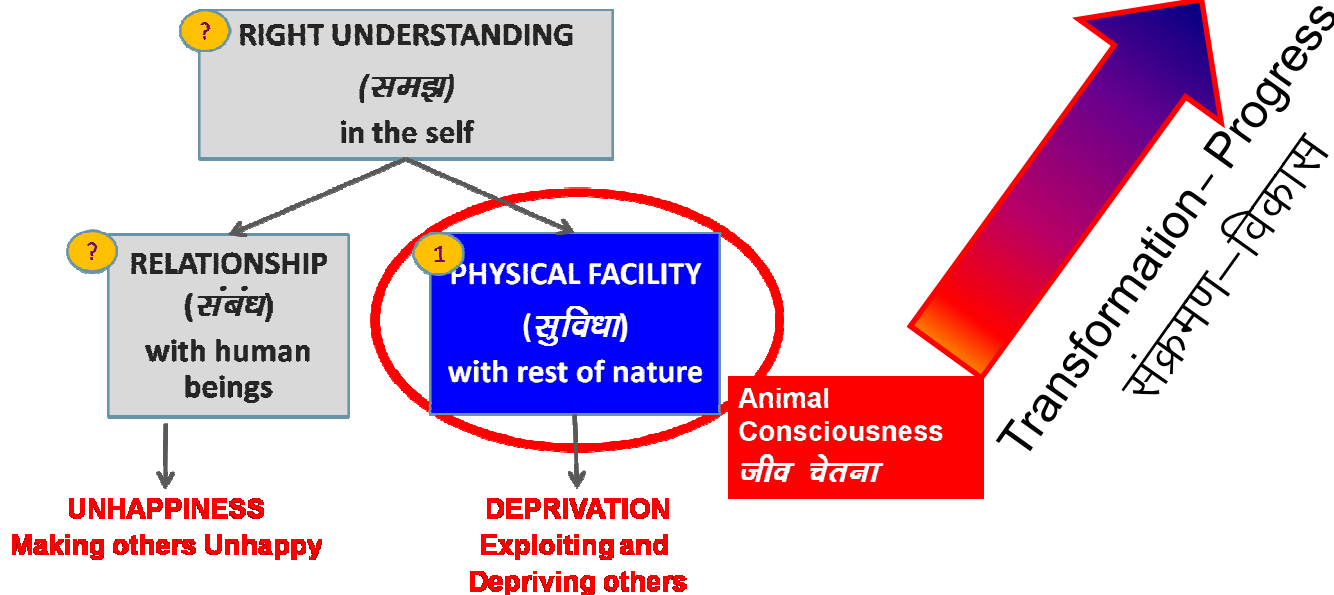 ?
RIGHT UNDERSTANDING
(समझ)
in the self
?
RELATIONSHIP
(संबंध)
with human
beings
1
PHYSICAL FACILITY
(सुविधा)
with rest of nature
UNHAPPINESS
Making others Unhappy
DEPRIVATION
Exploiting and
Depriving others
Animal
Consciousness
जीव चेतना
Transformation– Progress
संक्रमण–विकास